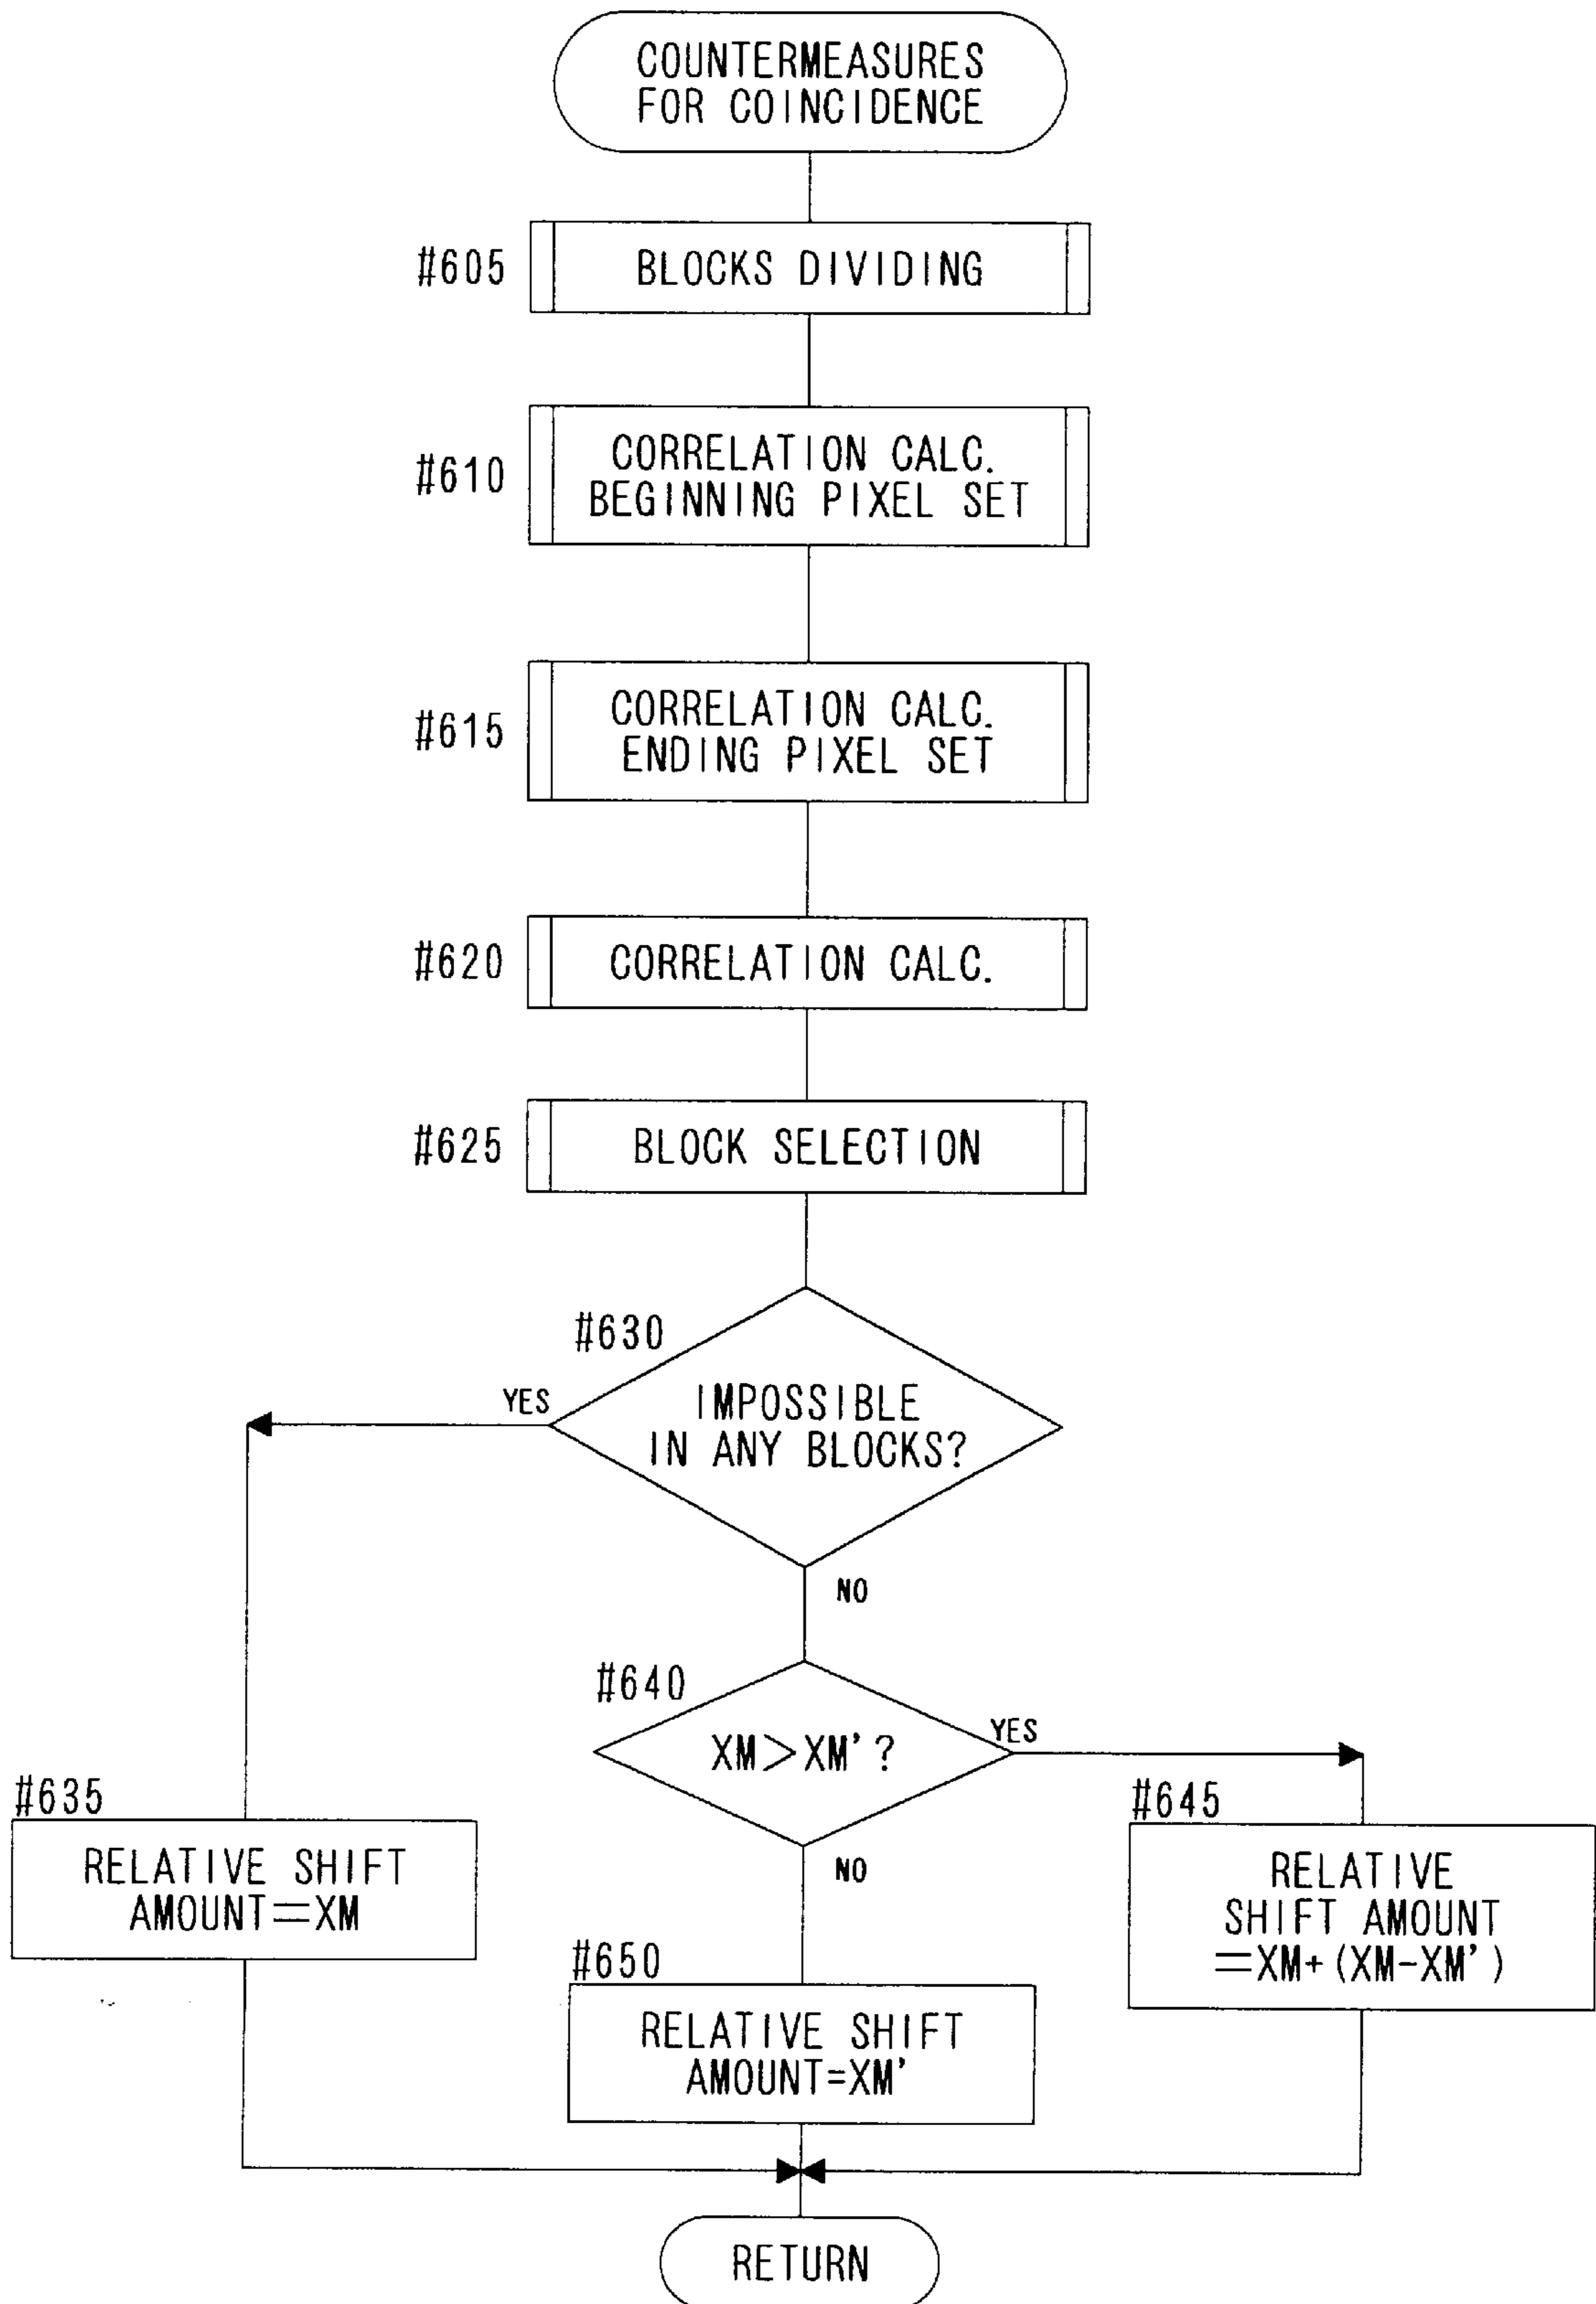 COUNTERMEASURES
FOR COINCIDENCE
#605
BLOCKS DIVIDING
#610
CORRELATION CALC.
BEGINNING PIXEL SET
#615
CORRELATION CALC.
ENDING PIXEL SET
#620
CORRELATION CALC.
#625
BLOCK SELECTION
#630
YES
IMPOSSIBLE
IN ANY BLOCKS?
NO
#640
XM>XM'?
YES
NO
#635
RELATIVE SHIFT
AMOUNT=XM
#645
RELATIVE
SHIFT AMOUNT
=XM+(XM-XM')
#650
RELATIVE SHIFT
AMOUNT=XM'
RETURN